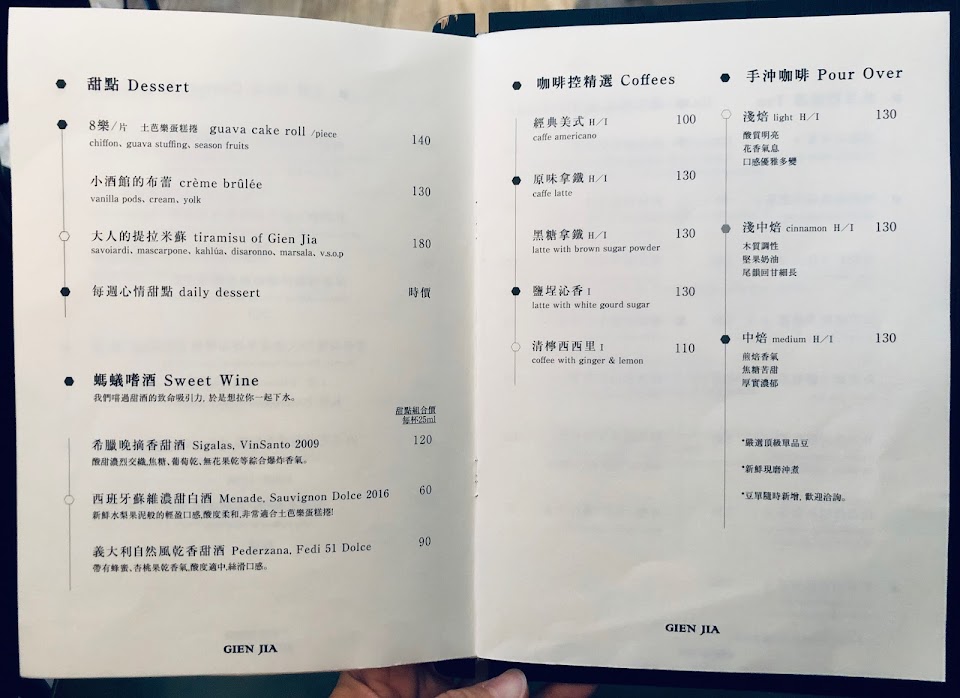 甜點 Dessert
8樂/片 土芭樂蛋糕捲 guava cake roll /piece 140
chiffon、guava stuffing、season fruits
小酒館的布蕾 crème brûlée 130
vanilla pods、cream、yolk
大人的提拉米蘇 tiramisu of Gien Jia 180
savoiardi、mascarpone、kahlúa、disaronno、marsala、v.s.o.p
每週心情甜點 daily dessert 時價
螞蟻嗜酒 Sweet Wine
我們嚐過甜酒的致命吸引力, 於是想拉你一起下水。
甜點組合價
每杯25ml
希臘晚摘香甜酒 Sigalas, VinSanto 2009 120
酸甜濃烈交織,焦糖、葡萄乾、無花果乾等綜合爆炸香氣。
西班牙蘇維濃甜白酒 Menade, Sauvignon Dolce 2016 60
新鮮水梨果泥般的輕盈口感,酸度柔和,非常適合土芭樂蛋糕捲!
義大利自然風乾香甜酒 Pederzana, Fedi 51 Dolce 90
帶有蜂蜜、杏桃果乾香氣,酸度適中,絲滑口感。
GIEN JIA
咖啡控精選 Coffees
經典美式 H/I 100
caffe americano
原味拿鐵 H/I 130
caffe latte
黑糖拿鐵 H/I 130
latte with brown sugar powder
鹽埕沁香 I 130
latte with white gourd sugar
清檸西西里 I 110
coffee with ginger & lemon
手沖咖啡 Pour Over
淺焙 light H/I 130
酸質明亮
花香氣息
口感優雅多變
淺中焙 cinnamon H/I 130
木質調性
堅果奶油
尾韻回甘細長
中焙 medium H/I 130
煎焙香氣
焦糖苦甜
厚實濃郁
*嚴選頂級單品豆
*新鮮現磨沖煮
*豆單隨時新增, 歡迎洽詢。
GIEN JIA